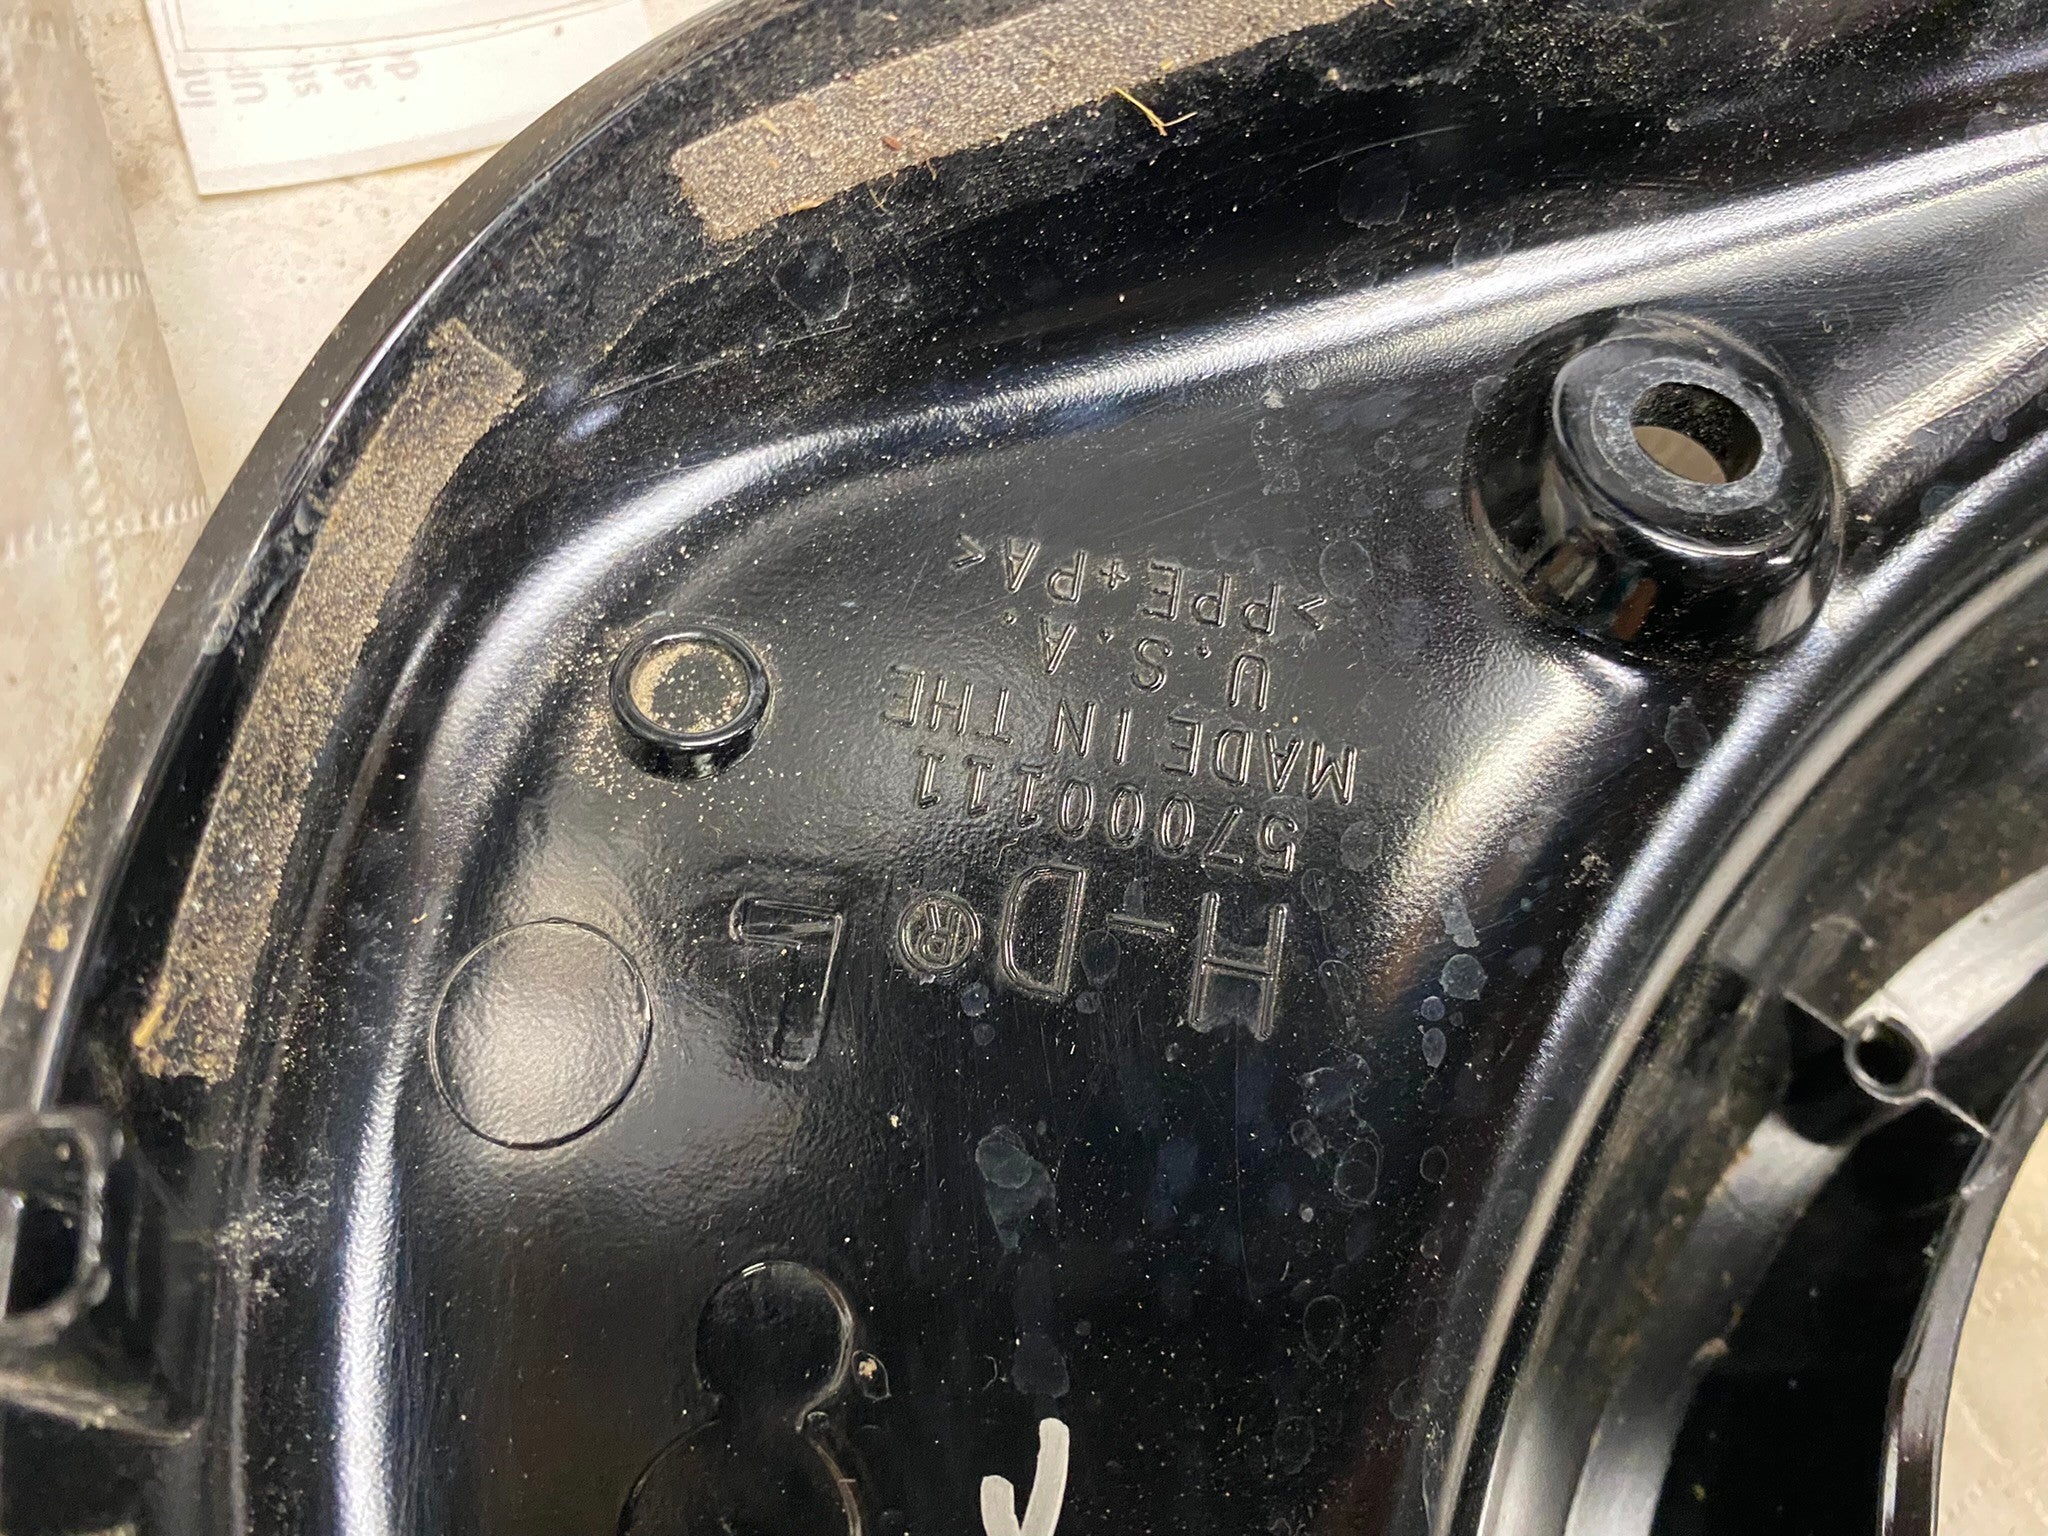 H-D® L
57000111
MADE IN THE
U.S.A.
>PPE+PA<